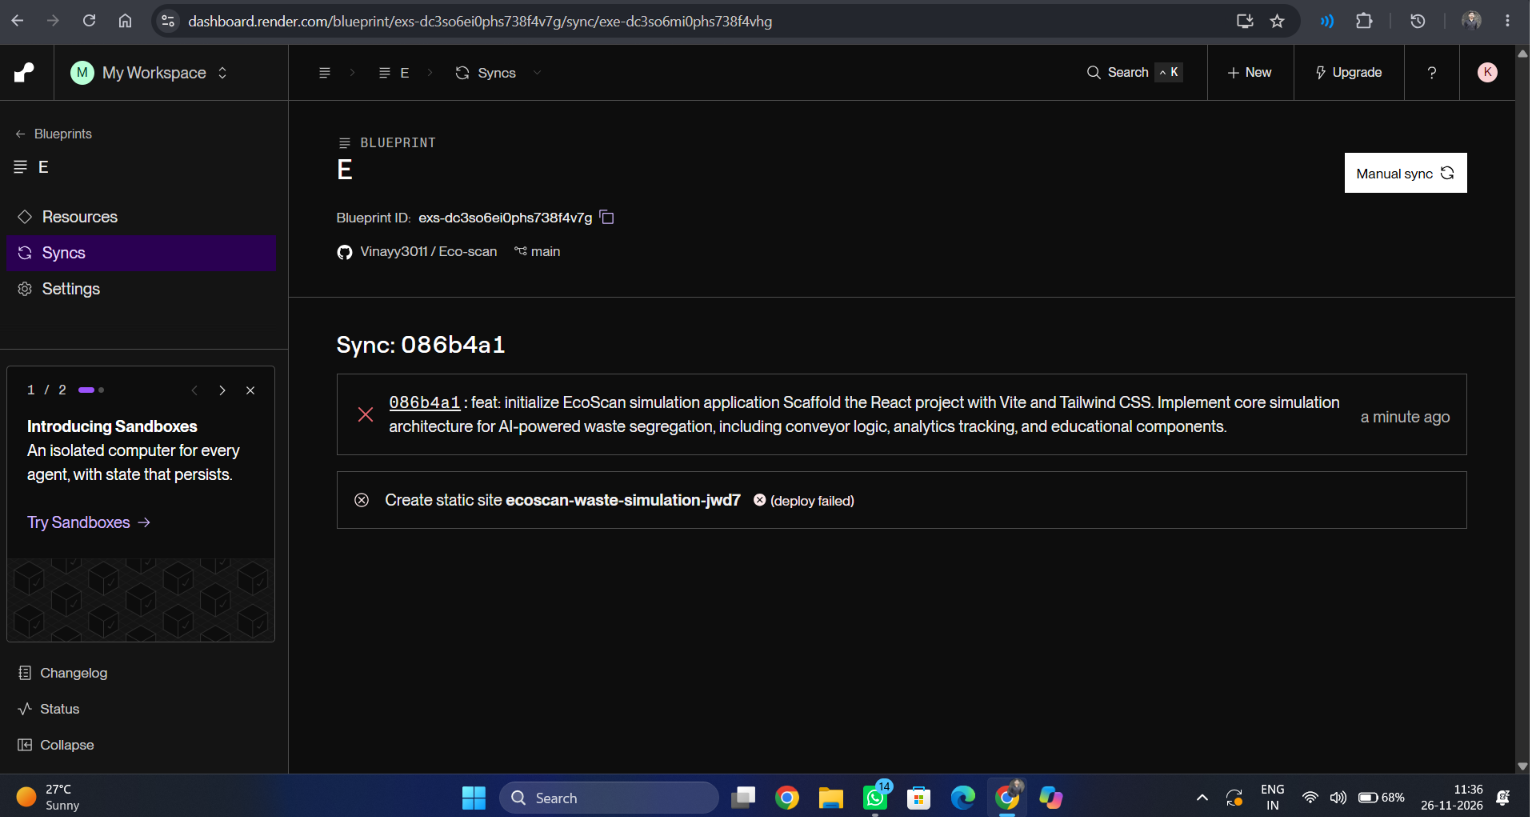 dashboard.render.com/blueprint/exs-dc3so6ei0phs738f4v7g/sync/exe-dc3so6mi0phs738f4vhg
M My Workspace
E
Syncs
Search ^ K
+ New
Upgrade
?
K
← Blueprints
E
Resources
Syncs
Settings
1 / 2
Introducing Sandboxes
An isolated computer for every
agent, with state that persists.
Try Sandboxes →
Changelog
Status
Collapse
BLUEPRINT
E
Manual sync
Blueprint ID: exs-dc3so6ei0phs738f4v7g
Vinayy3011 / Eco-scan main
Sync: 086b4a1
086b4a1: feat: initialize EcoScan simulation application Scaffold the React project with Vite and Tailwind CSS. Implement core simulation
architecture for AI-powered waste segregation, including conveyor logic, analytics tracking, and educational components.
a minute ago
Create static site ecoscan-waste-simulation-jwd7 (deploy failed)
27°C
Sunny
Search
14
ENG
IN
68%
11:36
26-11-2026